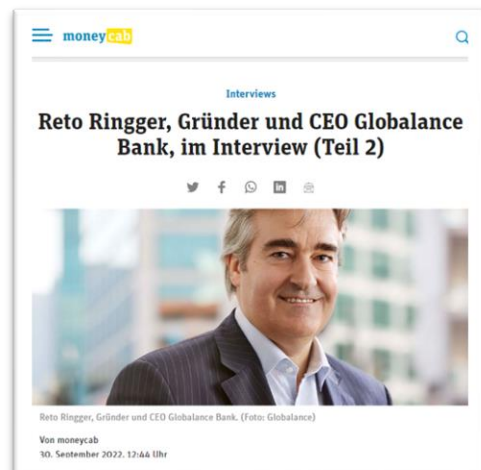 moneycab
Interviews
Reto Ringger, Gründer und CEO Globalance
Bank, im Interview (Teil 2)
Reto Ringger, Gründer und CEO Globalance Bank. (Foto: Globalance)
Von moneycab
30. September 2022. 12:44 Uhr